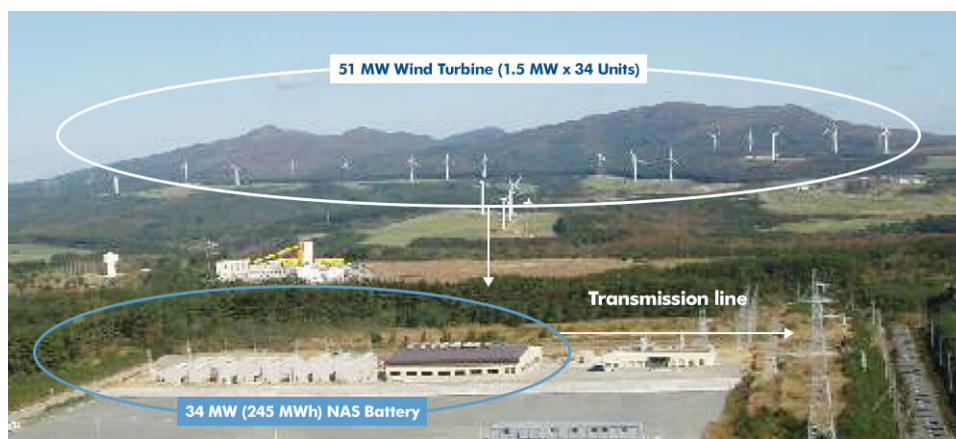 51 MW Wind Turbine (1.5 MW x 34 Units)
Transmission line
34 MW (245 MWh) NAS Battery